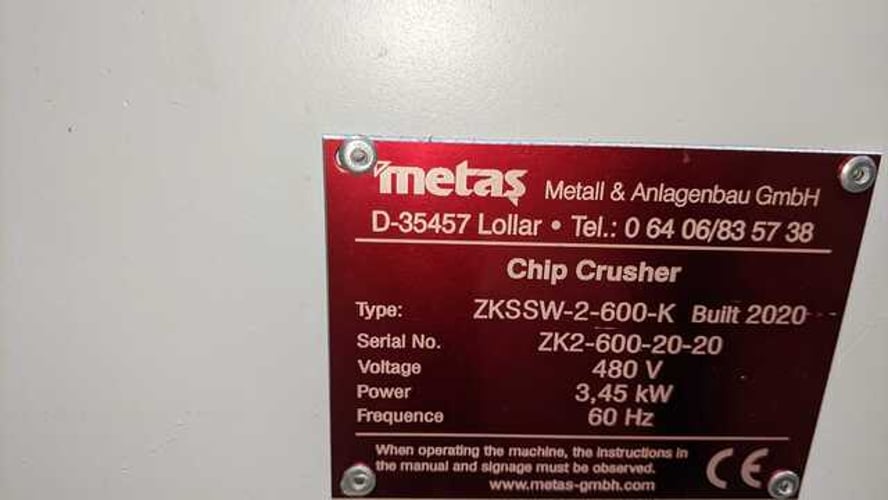 metas Metall & Anlagenbau GmbH
D-35457 Lollar • Tel.: 0 64 06/83 57 38
Chip Crusher
Type: ZKSSW-2-600-K Built 2020
Serial No. ZK2-600-20-20
Voltage 480 V
Power 3,45 kW
Frequence 60 Hz
When operating the machine, the instructions in
the manual and signage must be observed.
www.metas-gmbh.com
CE